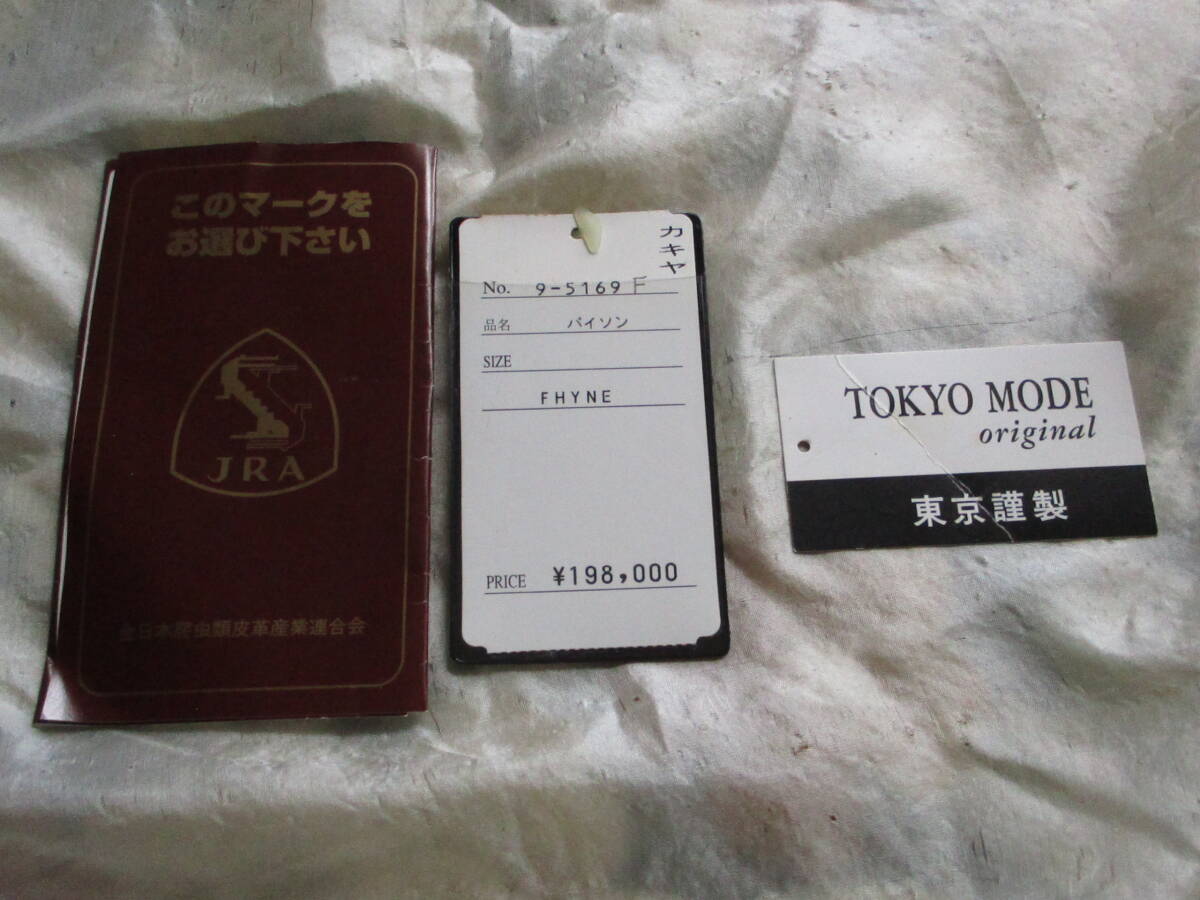 このマークを
お選び下さい
JRA
全日本爬虫類皮革産業連合会
カキヤ
No. 9-5169 F
品名 パイソン
SIZE
FHYNE
PRICE ¥198,000
TOKYO MODE
original
東京謹製